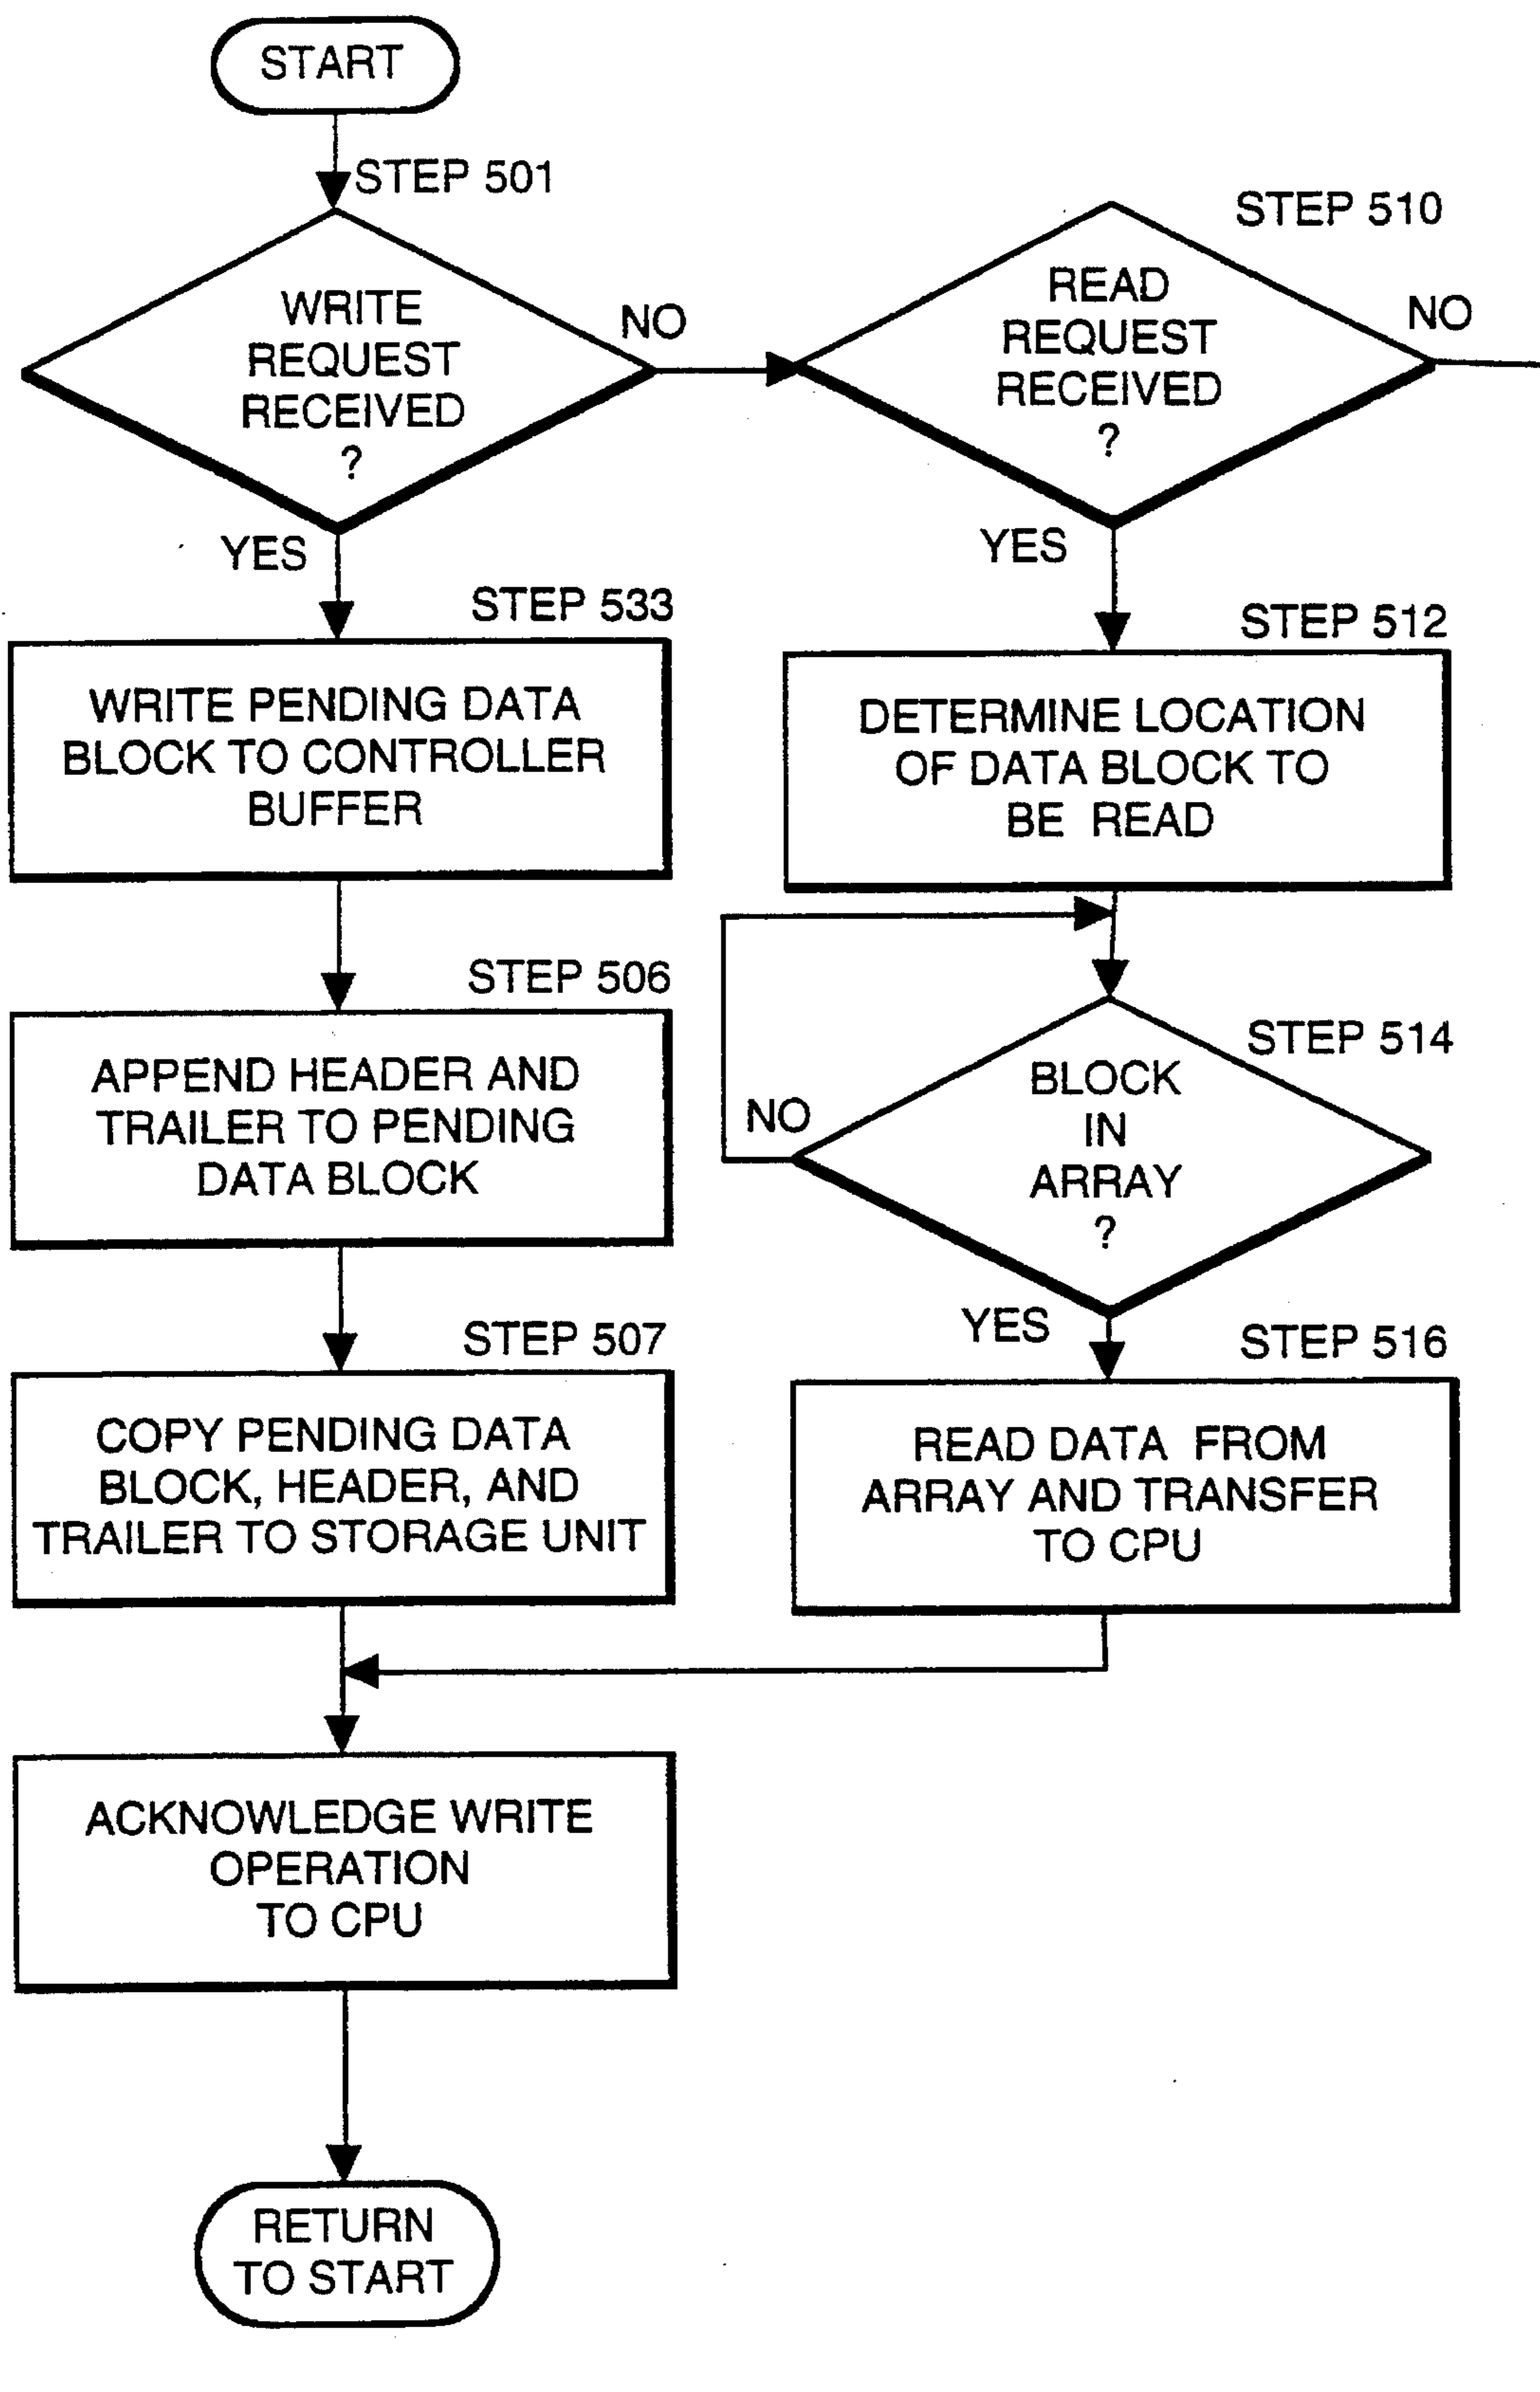 START
STEP 501
WRITE
REQUEST
RECEIVED
?
NO
YES
STEP 510
READ
REQUEST
RECEIVED
?
NO
YES
STEP 533
WRITE PENDING DATA
BLOCK TO CONTROLLER
BUFFER
STEP 512
DETERMINE LOCATION
OF DATA BLOCK TO
BE READ
STEP 506
APPEND HEADER AND
TRAILER TO PENDING
DATA BLOCK
STEP 514
BLOCK
IN
ARRAY
?
NO
YES
STEP 507
COPY PENDING DATA
BLOCK, HEADER, AND
TRAILER TO STORAGE UNIT
STEP 516
READ DATA FROM
ARRAY AND TRANSFER
TO CPU
ACKNOWLEDGE WRITE
OPERATION
TO CPU
RETURN
TO START